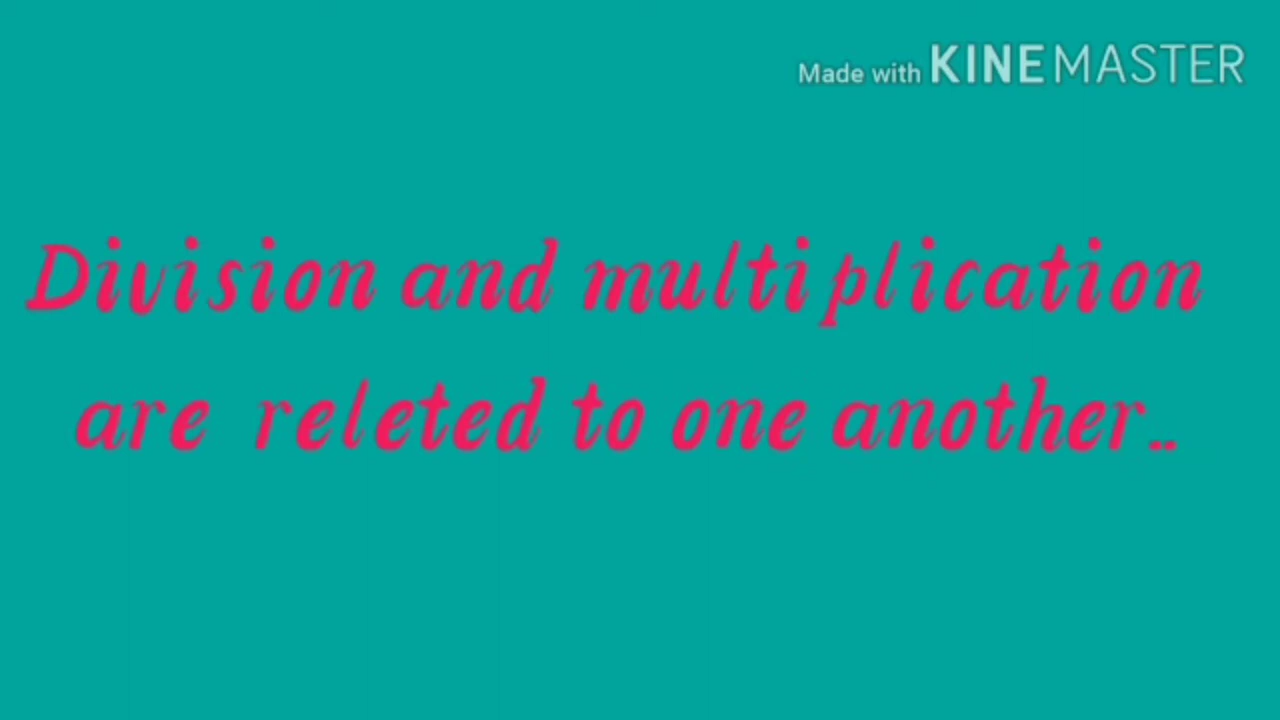 Made with KINEMASTER
Division and multiplication
are releted to one another..